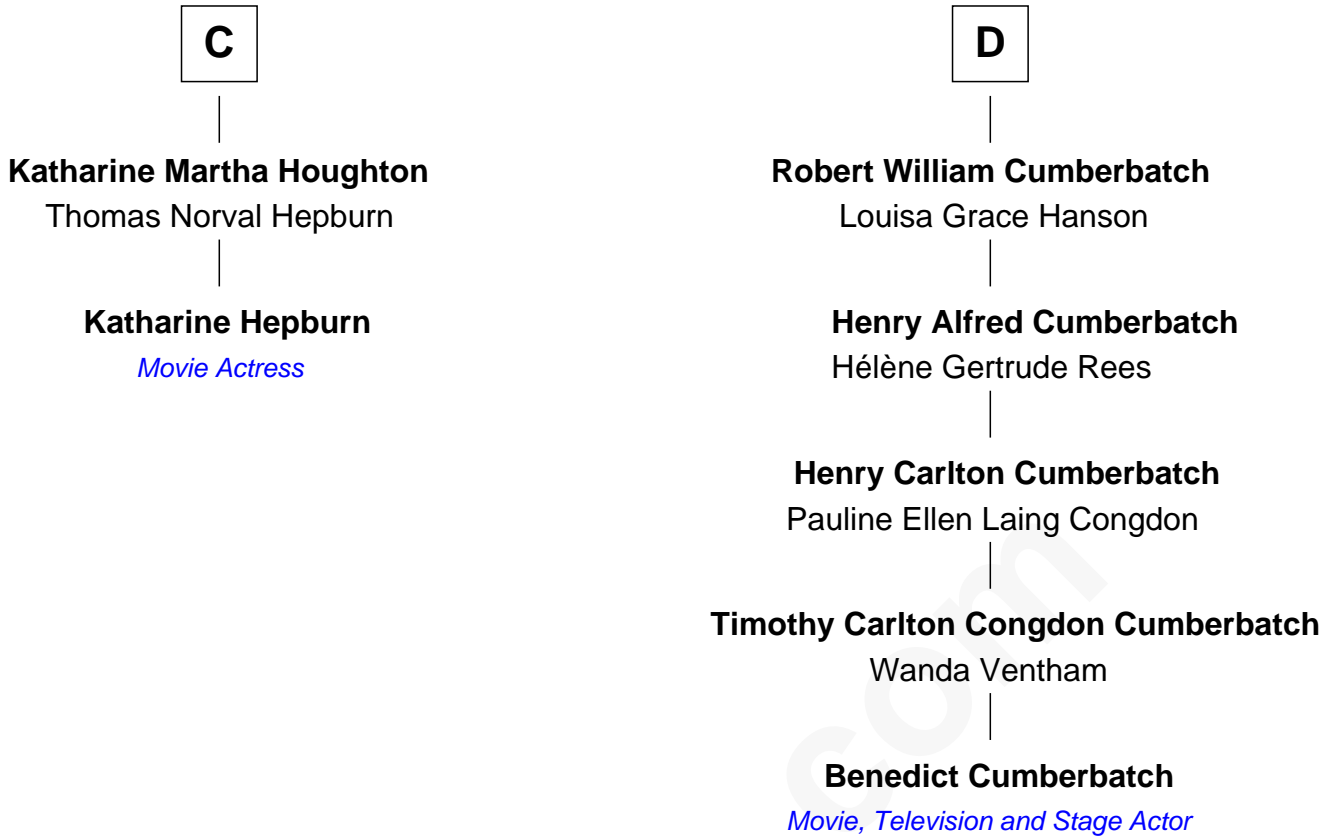 C
Katharine Martha Houghton
Thomas Norval Hepburn
Katharine Hepburn
Movie Actress
D
Robert William Cumberbatch
Louisa Grace Hanson
Henry Alfred Cumberbatch
Hélène Gertrude Rees
Henry Carlton Cumberbatch
Pauline Ellen Laing Congdon
Timothy Carlton Congdon Cumberbatch
Wanda Ventham
Benedict Cumberbatch
Movie, Television and Stage Actor
com